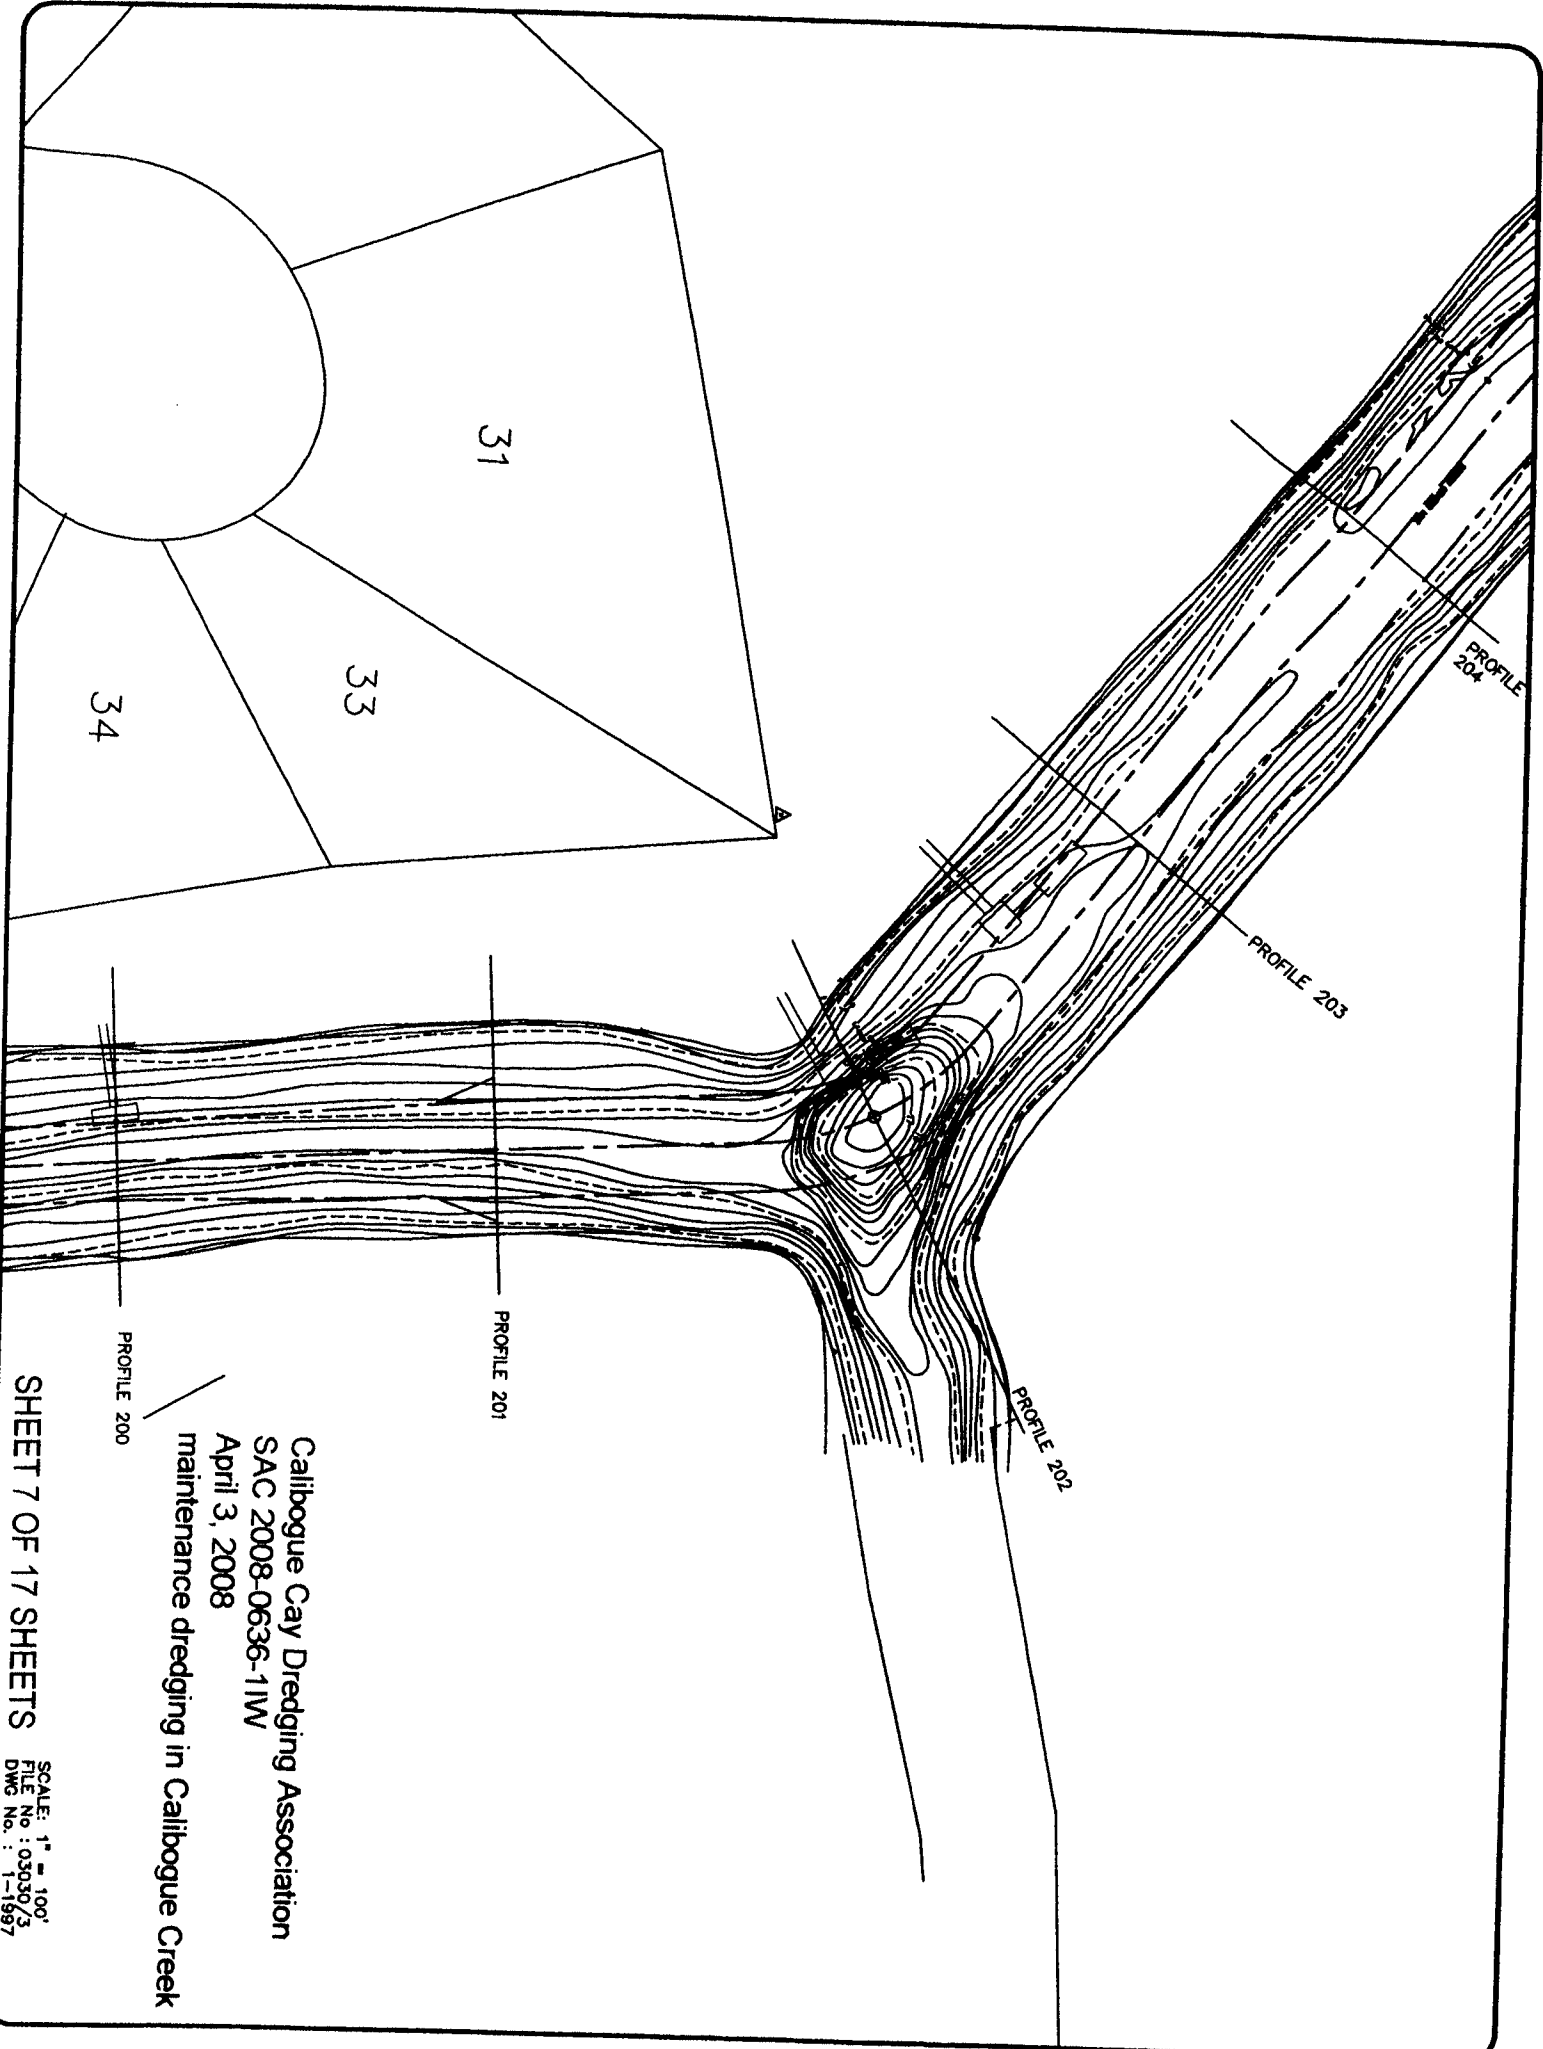 PROFILE
204
PROFILE 203
31
33
34
PROFILE 202
PROFILE 201
PROFILE 200
Calibogue Cay Dredging Association
SAC 2008-0636-1IW
April 3, 2008
maintenance dredging in Calibogue Creek
SHEET 7 OF 17 SHEETS
SCALE: 1" = 100'
FILE No : 03030/3
DWG No. : 1-1697